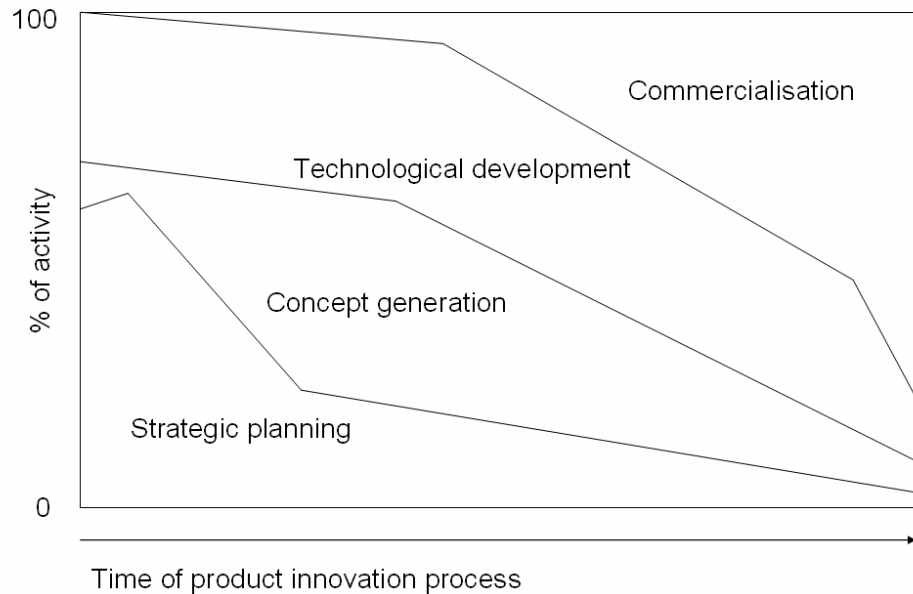 100
Commercialisation
Technological development
% of activity
Concept generation
Strategic planning
0
Time of product innovation process